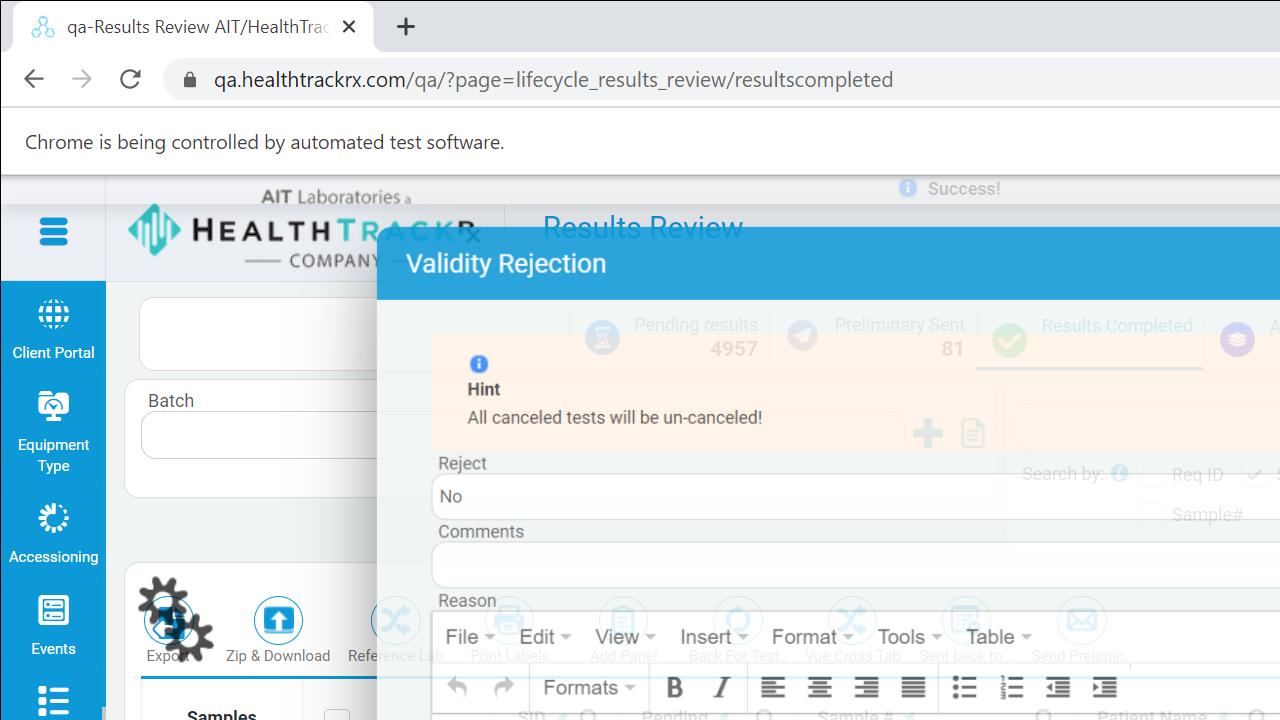 qa-Results Review AIT/HealthTrac
qa.healthtrackrx.com/qa/?page=lifecycle_results_review/resultscompleted
Chrome is being controlled by automated test software.
Success!
AIT Laboratories a
HEALTHTRACKRx
COMPANY
Results Review
Validity Rejection
Client Portal
Pending results
4957
Preliminary Sent
81
Results Completed
A
Hint
All canceled tests will be un-canceled!
Batch
Equipment
Type
Search by:
Req ID
S
Sample#
Reject
No
Comments
Accessioning
Reason
File Edit View Insert Format Tools Table
Export
Zip & Download
Reference Lab
Print Labels
Add Panel
Back For Test..
Vue Cross Tab
Sent back to ..
Send Prelimin..
Events
Formats B I
Samples
SID
Pending
Sample #
Patient Name